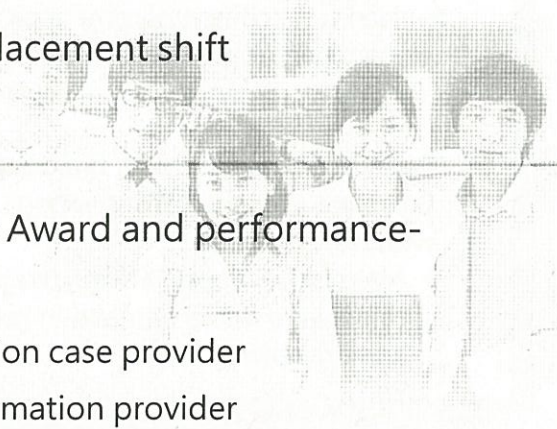 lacement shift
Award and performance-
on case provider
mation provider